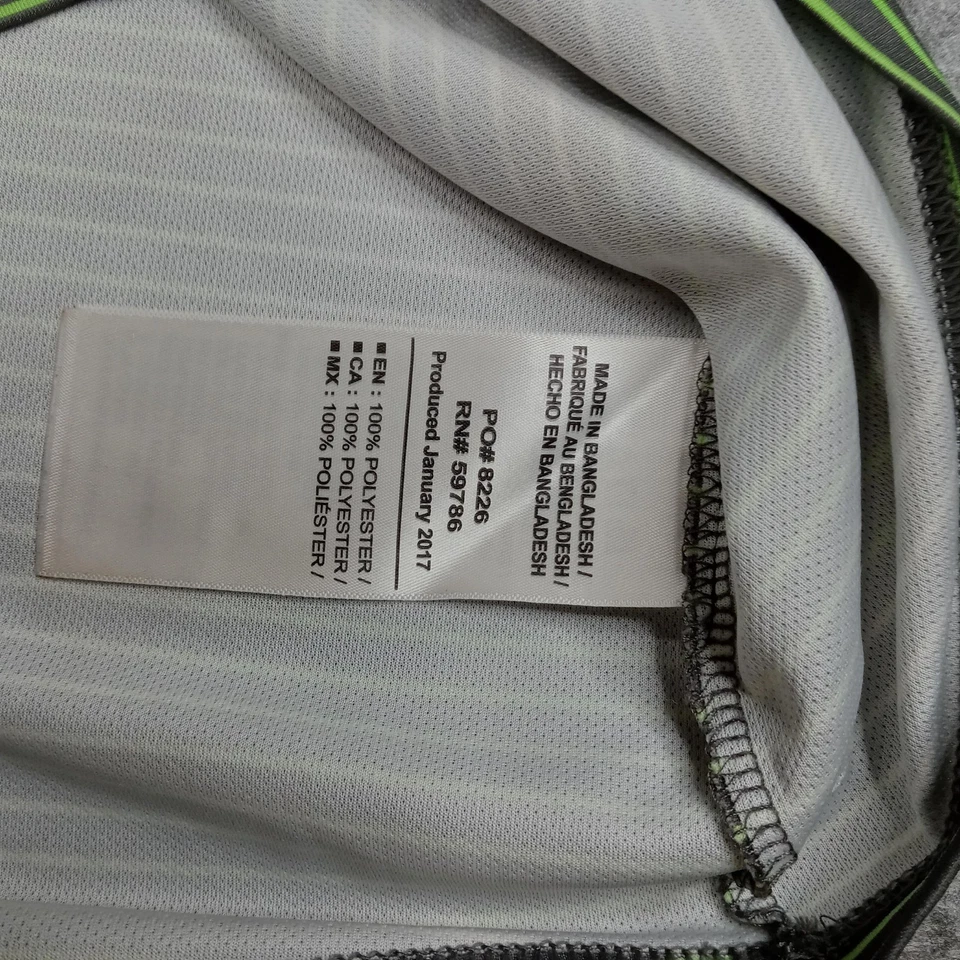 MADE IN BANGLADESH /
FABRIQUÉ AU BENGLADESH /
HECHO EN BANGLADESH
PO# 8226
RN# 59786
Produced January 2017
■ EN : 100% POLYESTER /
■ CA : 100% POLYESTER /
■ MX : 100% POLIÉSTER /